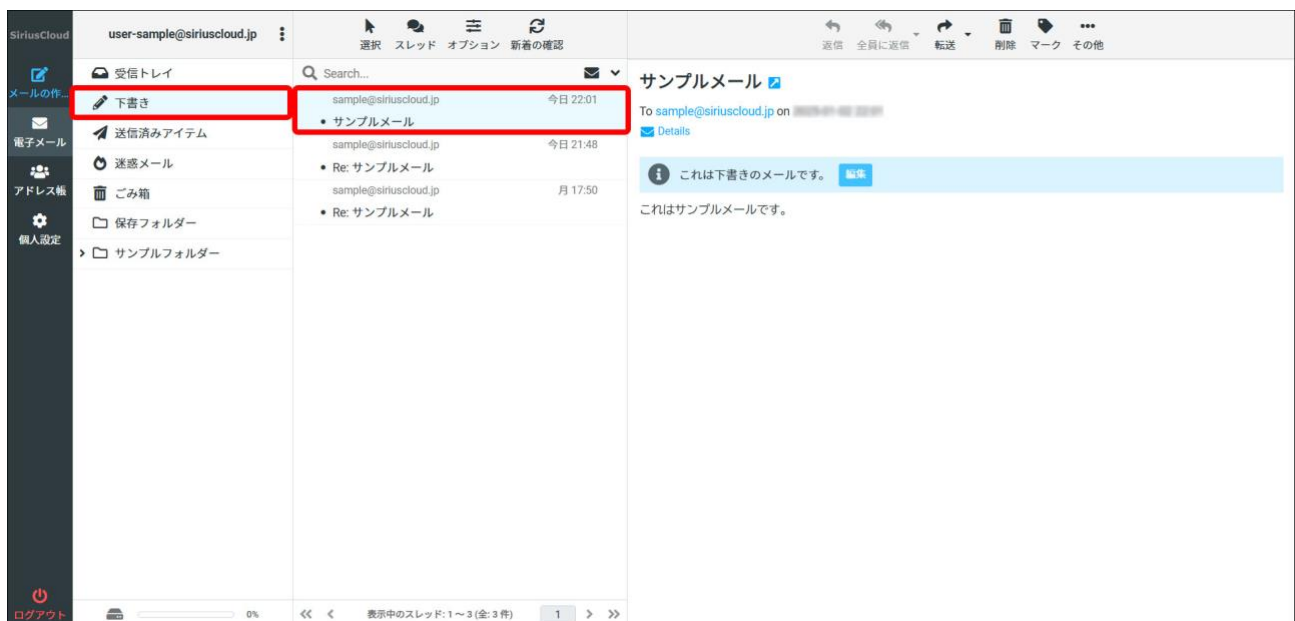 SiriusCloud
メールの作...
電子メール
アドレス帳
個人設定
ログアウト
user-sample@siriuscloud.jp
受信トレイ
下書き
送信済みアイテム
迷惑メール
ごみ箱
保存フォルダー
サンプルフォルダー
0%
選択 スレッド オプション 新着の確認
Search...
sample@siriuscloud.jp 今日 22:01
• サンプルメール
sample@siriuscloud.jp 今日 21:48
• Re: サンプルメール
sample@siriuscloud.jp 月 17:50
• Re: サンプルメール
表示中のスレッド: 1 ～ 3 (全: 3 件) 1
返信 全員に返信 転送 削除 マーク その他
サンプルメール
To sample@siriuscloud.jp on
Details
これは下書きのメールです。 編集
これはサンプルメールです。